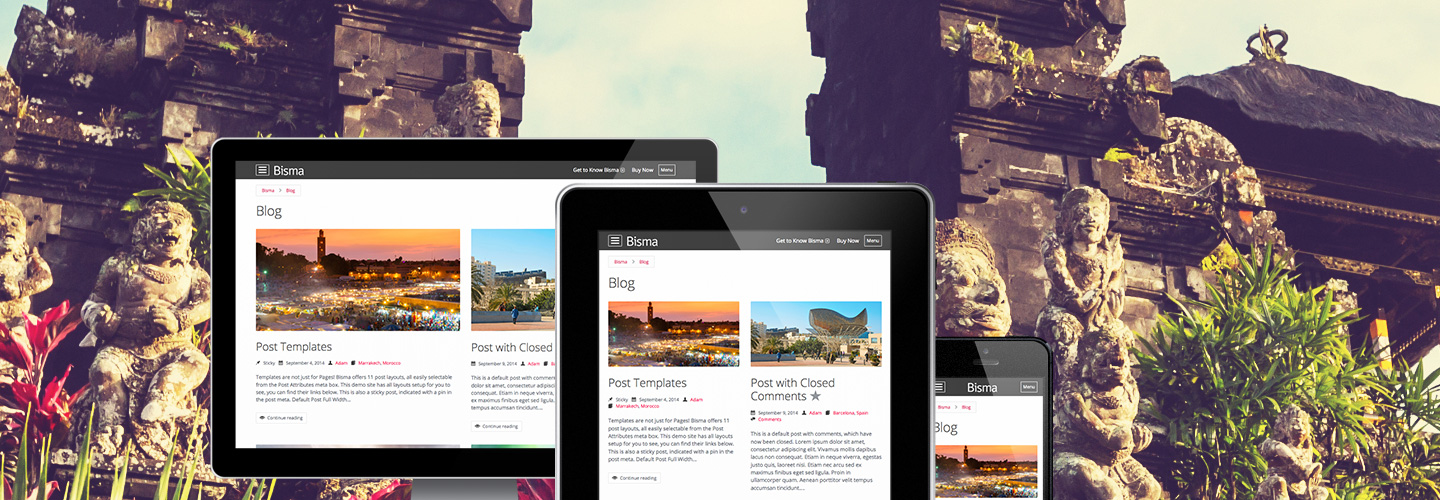 Bisma
Get to Know Bisma
Buy Now
Menu
Bisma > Blog
Blog
Post Templates
Sticky September 4, 2014 Adam Marrakech, Morocco
Templates are not just for Pages! Bisma offers 11 post layouts, all easily selectable
from the Post Attributes meta box. This demo site has all layouts setup for you to
see, you can find their links below. This is also a sticky post, indicated with a pin in
the post meta. Default Post Full Width...
Continue reading
Post with Closed
September 9, 2014 Adam
This is a default post with
dolor sit amet, consectetur
odio. Etiam in neque viverra,
ex maximus finibus eget sed
tempus accumsan tincidunt....
Continue reading
Bisma
Get to Know Bisma
Buy Now
Menu
Bisma > Blog
Blog
Post Templates
Sticky September 4, 2014 Adam
Marrakech, Morocco
Templates are not just for Pages! Bisma offers 11
post layouts, all easily selectable from the Post
Attributes meta box. This demo site has all layouts
setup for you to see, you can find their links below.
This is also a sticky post, indicated with a pin in the
post meta. Default Post Full Width...
Continue reading
Post with Closed
Comments ★
September 9, 2014 Adam Barcelona, Spain
Comments
This is a default post with comments, which have
now been closed. Lorem ipsum dolor sit amet,
consectetur adipiscing elit. Vivamus mollis dapibus
lacus non consequat. Etiam in neque viverra, egestas
justo quis, laoreet nisi. Etiam nec arcu sed ex
maximus finibus eget sed ligula. Proin in
ullamcorper quam. Aenean porttitor velit tempus
accumsan tincidunt....
Bisma
Menu
Bisma > Blog
Blog